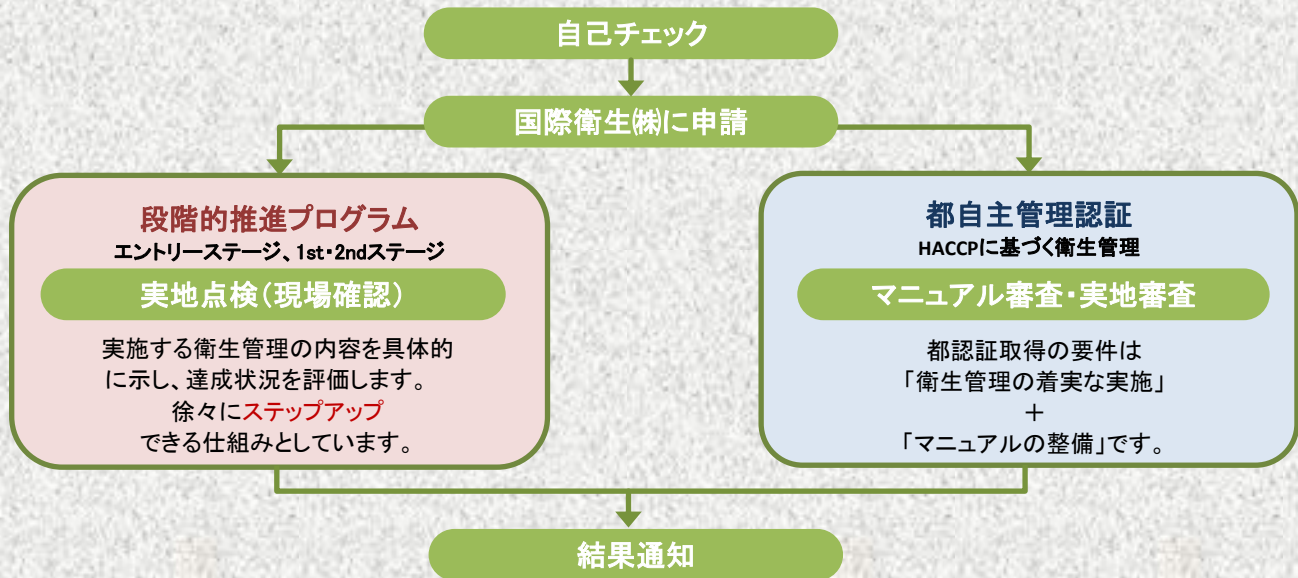 自己チェック
国際衛生㈱に申請
段階的推進プログラム
エントリーステージ、1st・2ndステージ
実地点検（現場確認）
実施する衛生管理の内容を具体的
に示し、達成状況を評価します。
徐々にステップアップ
できる仕組みとしています。
都自主管理認証
HACCPに基づく衛生管理
マニュアル審査・実地審査
都認証取得の要件は
「衛生管理の着実な実施」
＋
「マニュアルの整備」です。
結果通知